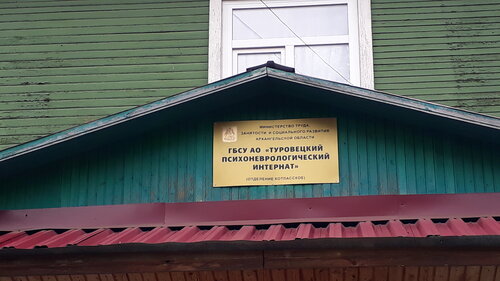 МИНИСТЕРСТВО ТРУДА,
ЗАНЯТОСТИ И СОЦИАЛЬНОГО РАЗВИТИЯ
АРХАНГЕЛЬСКОЙ ОБЛАСТИ
ГБСУ АО «ТУРОВЕЦКИЙ
ПСИХОНЕВРОЛОГИЧЕСКИЙ
ИНТЕРНАТ»
(ОТДЕЛЕНИЕ КОТЛАССКОЕ)